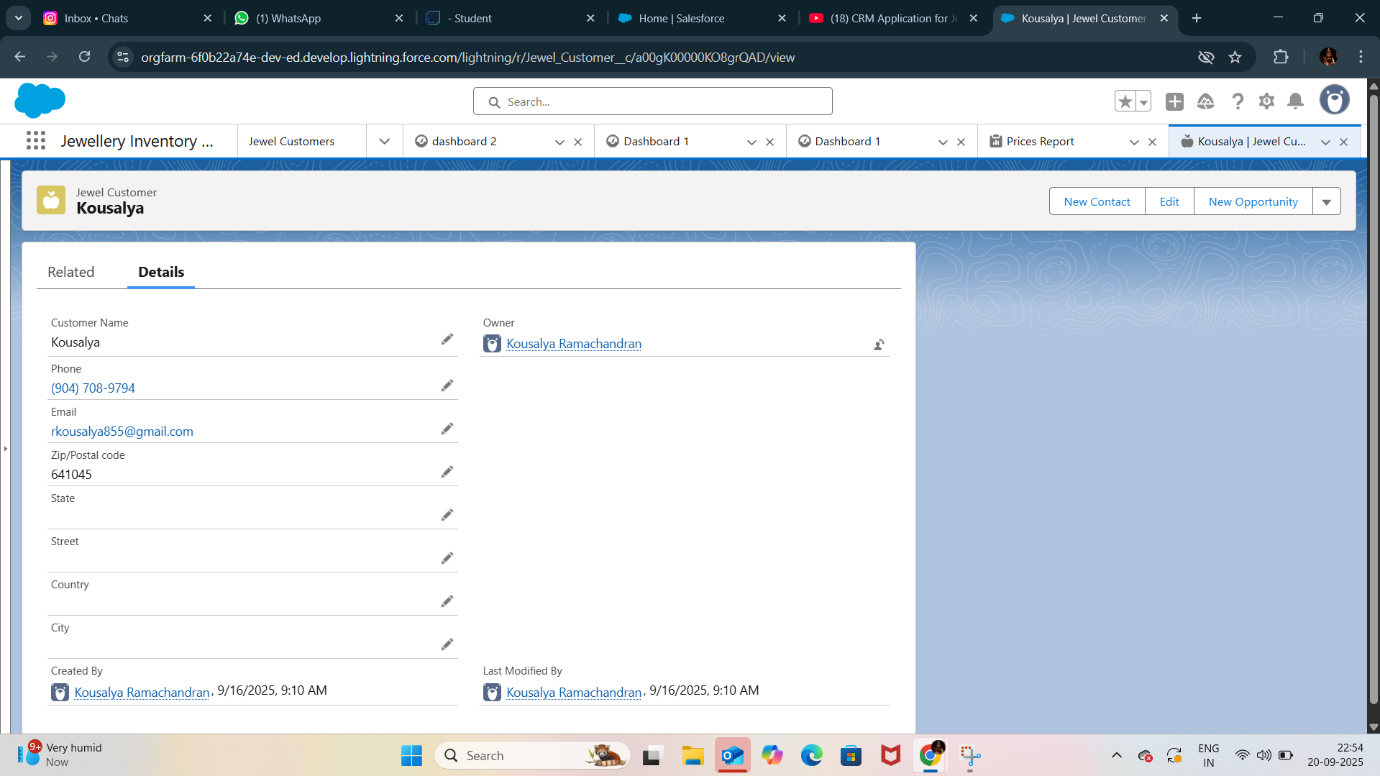 Inbox • Chats
(1) WhatsApp
- Student
Home | Salesforce
(18) CRM Application for Je
Kousalya | Jewel Customer
orgfarm-6f0b22a74e-dev-ed.develop.lightning.force.com/lightning/r/Jewel_Customer__c/a00gK00000KO8grQAD/view
Search...
Jewellery Inventory ...
Jewel Customers
dashboard 2
Dashboard 1
Dashboard 1
Prices Report
Kousalya | Jewel Cu...
Jewel Customer
Kousalya
New Contact
Edit
New Opportunity
Related
Details
Customer Name
Kousalya
Owner
Kousalya Ramachandran
Phone
(904) 708-9794
Email
rkousalya855@gmail.com
Zip/Postal code
641045
State
Street
Country
City
Created By
Kousalya Ramachandran, 9/16/2025, 9:10 AM
Last Modified By
Kousalya Ramachandran, 9/16/2025, 9:10 AM
9+
Very humid
Now
Search
ENG
IN
22:54
20-09-2025